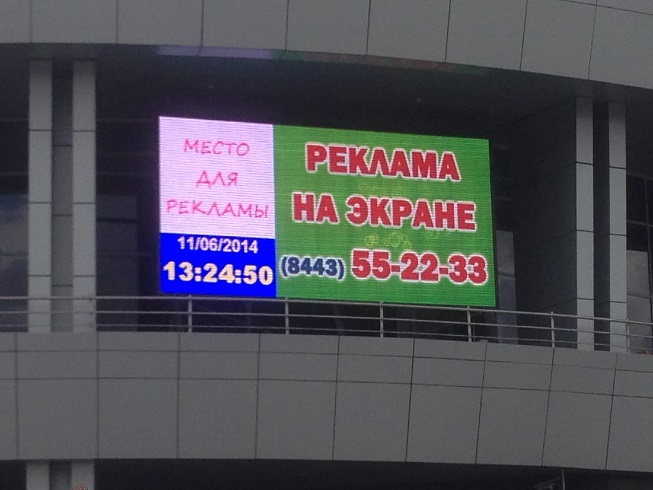 МЕСТО
ДЛЯ
РЕКЛАМЫ
11/06/2014
13:24:50
РЕКЛАМА
НА ЭКРАНЕ
(8443) 55-22-33